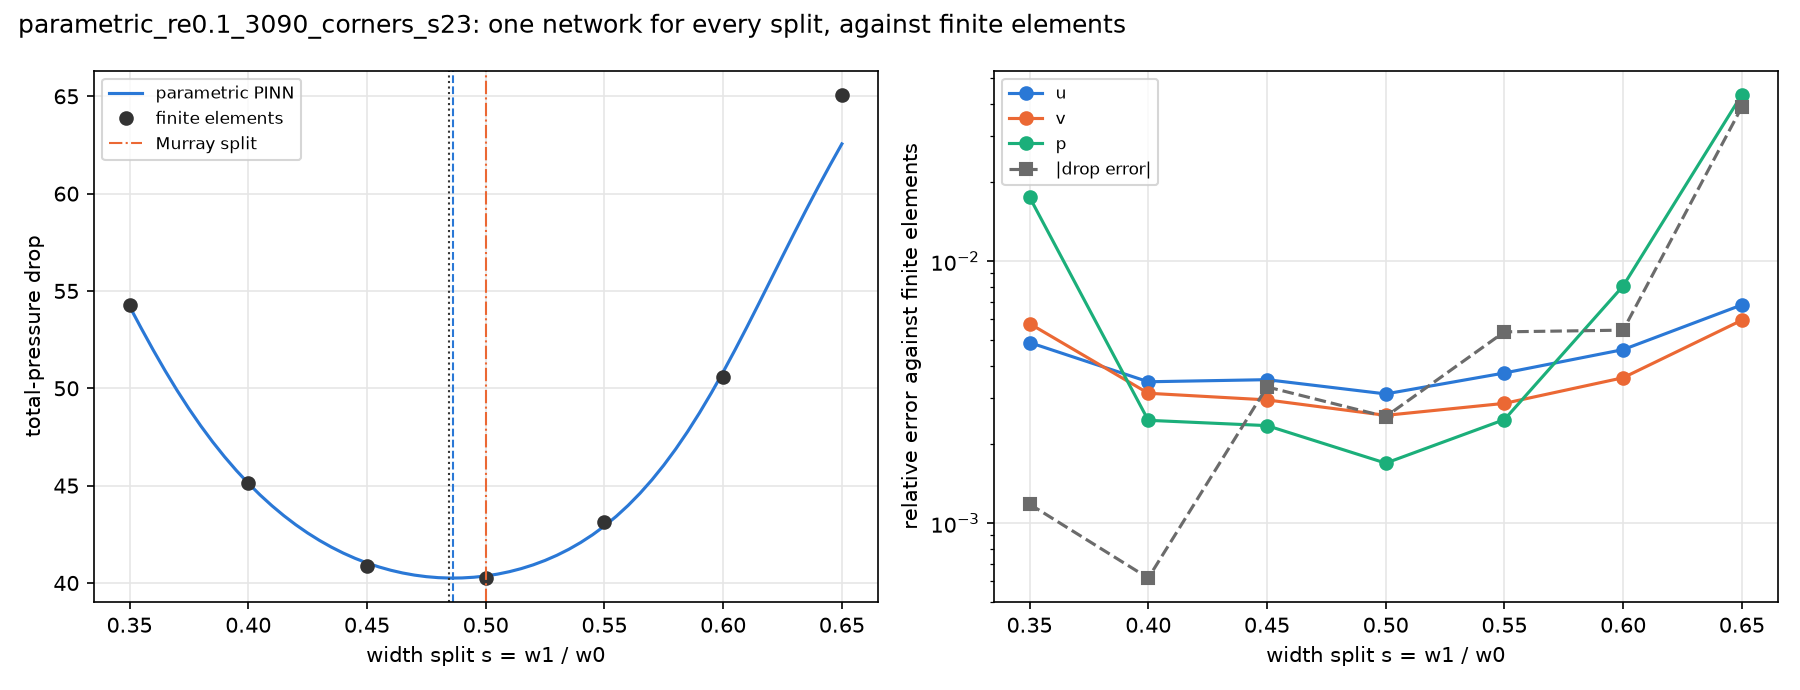 parametric_re0.1_3090_corners_s23: one network for every split, against finite elements
parametric PINN
finite elements
Murray split
total-pressure drop
65
60
55
50
45
40
0.35 0.40 0.45 0.50 0.55 0.60 0.65
width split s = w1 / w0
u
v
p
|drop error|
relative error against finite elements
10⁻²
10⁻³
0.35 0.40 0.45 0.50 0.55 0.60 0.65
width split s = w1 / w0